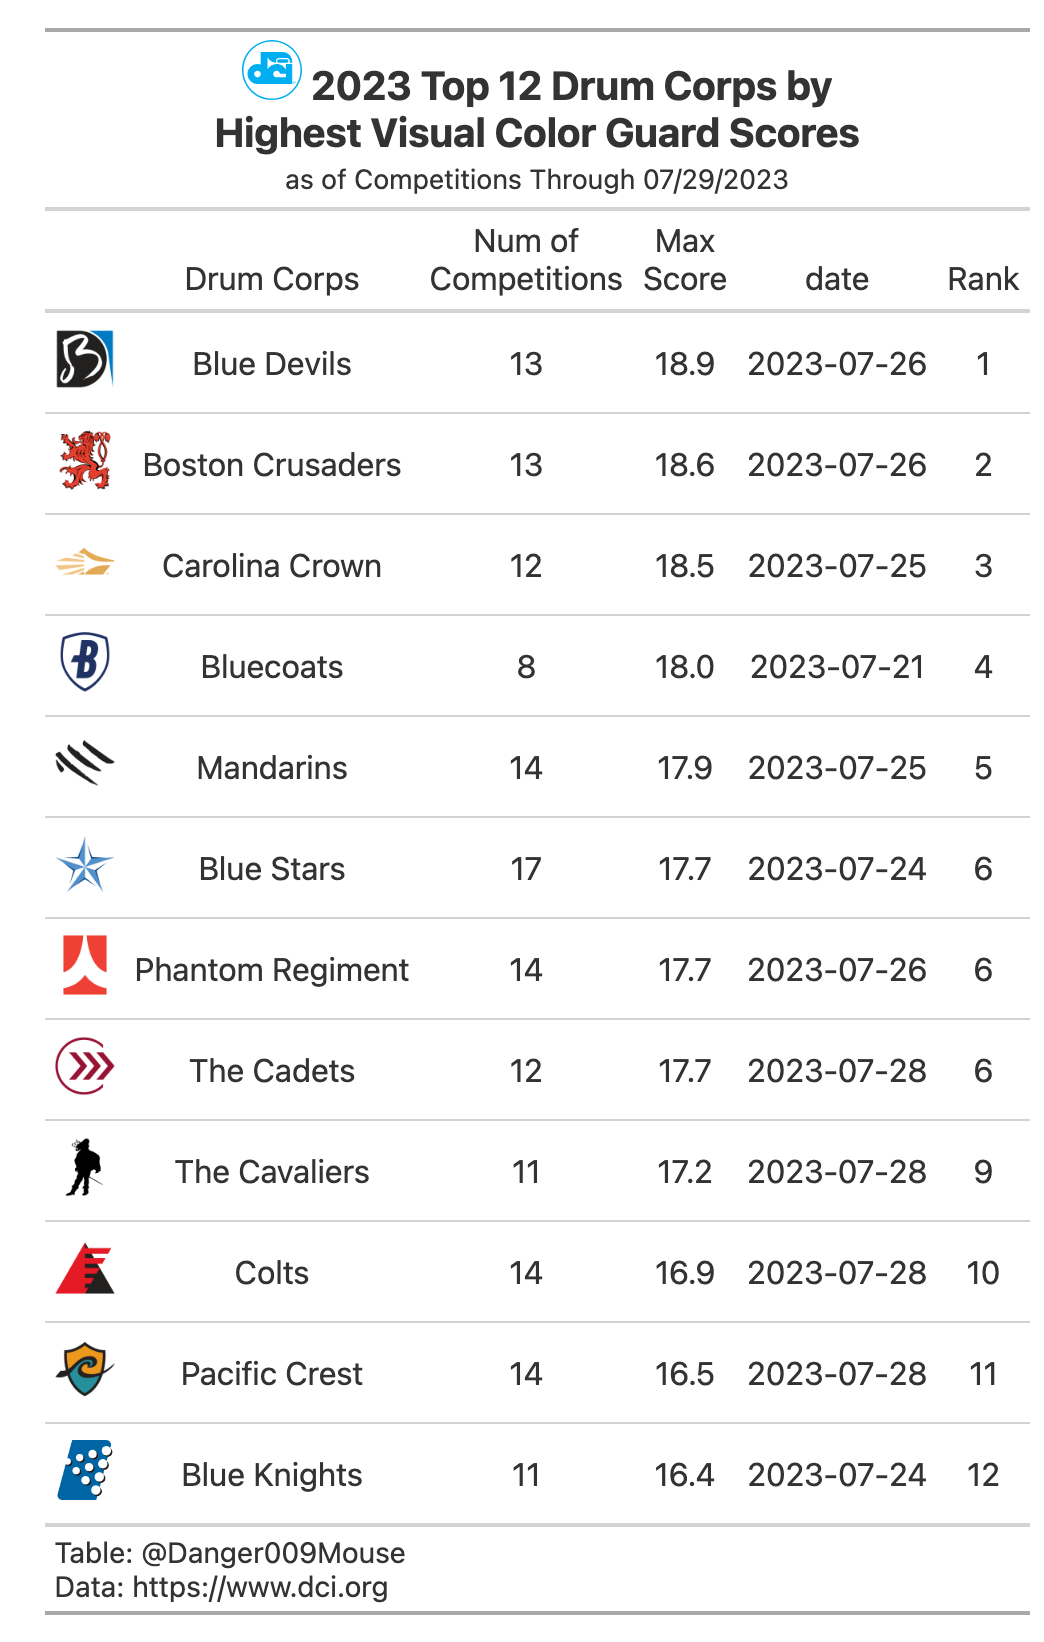 dci 2023 Top 12 Drum Corps by
Highest Visual Color Guard Scores
as of Competitions Through 07/29/2023
Drum Corps Num of Competitions Max Score date Rank
Blue Devils 13 18.9 2023-07-26 1
Boston Crusaders 13 18.6 2023-07-26 2
Carolina Crown 12 18.5 2023-07-25 3
Bluecoats 8 18.0 2023-07-21 4
Mandarins 14 17.9 2023-07-25 5
Blue Stars 17 17.7 2023-07-24 6
Phantom Regiment 14 17.7 2023-07-26 6
The Cadets 12 17.7 2023-07-28 6
The Cavaliers 11 17.2 2023-07-28 9
Colts 14 16.9 2023-07-28 10
Pacific Crest 14 16.5 2023-07-28 11
Blue Knights 11 16.4 2023-07-24 12
Table: @Danger009Mouse
Data: https://www.dci.org